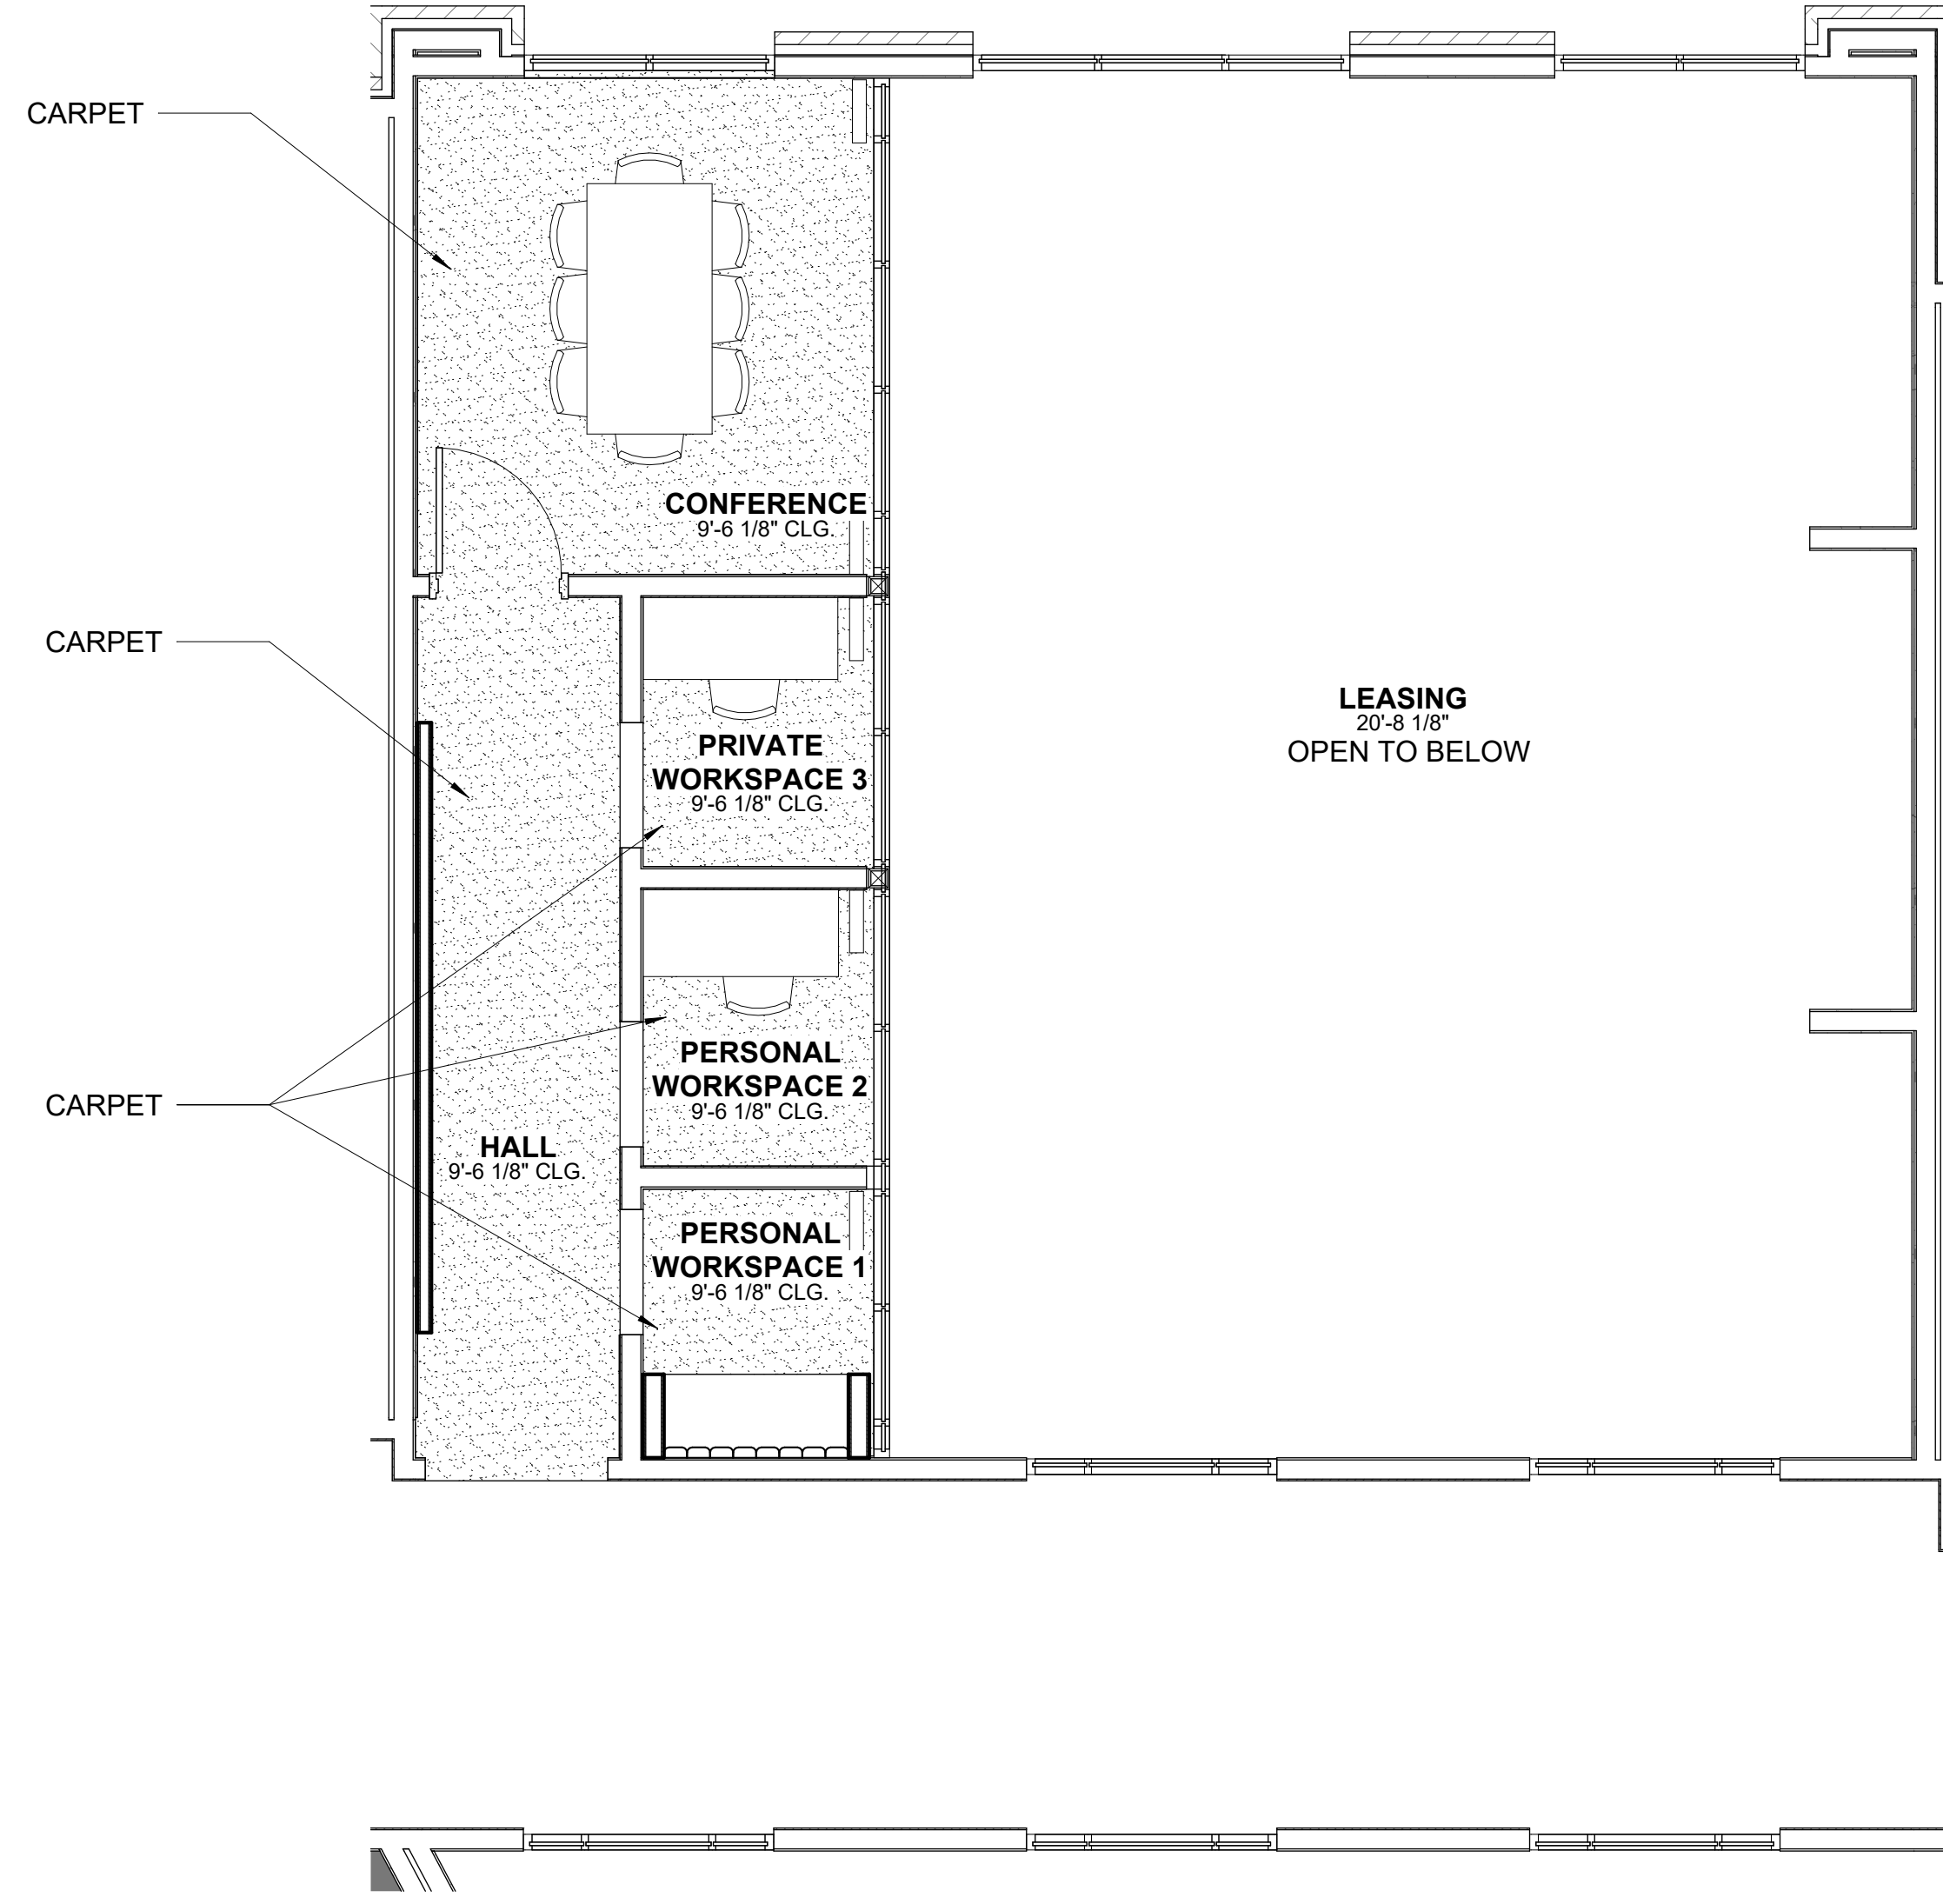 CARPET
CONFERENCE
9'-6 1/8" CLG.
CARPET
LEASING
20'-8 1/8"
OPEN TO BELOW
PRIVATE
WORKSPACE 3
9'-6 1/8" CLG.
PERSONAL
WORKSPACE 2
9'-6 1/8" CLG.
CARPET
HALL
9'-6 1/8" CLG.
PERSONAL
WORKSPACE 1
9'-6 1/8" CLG.